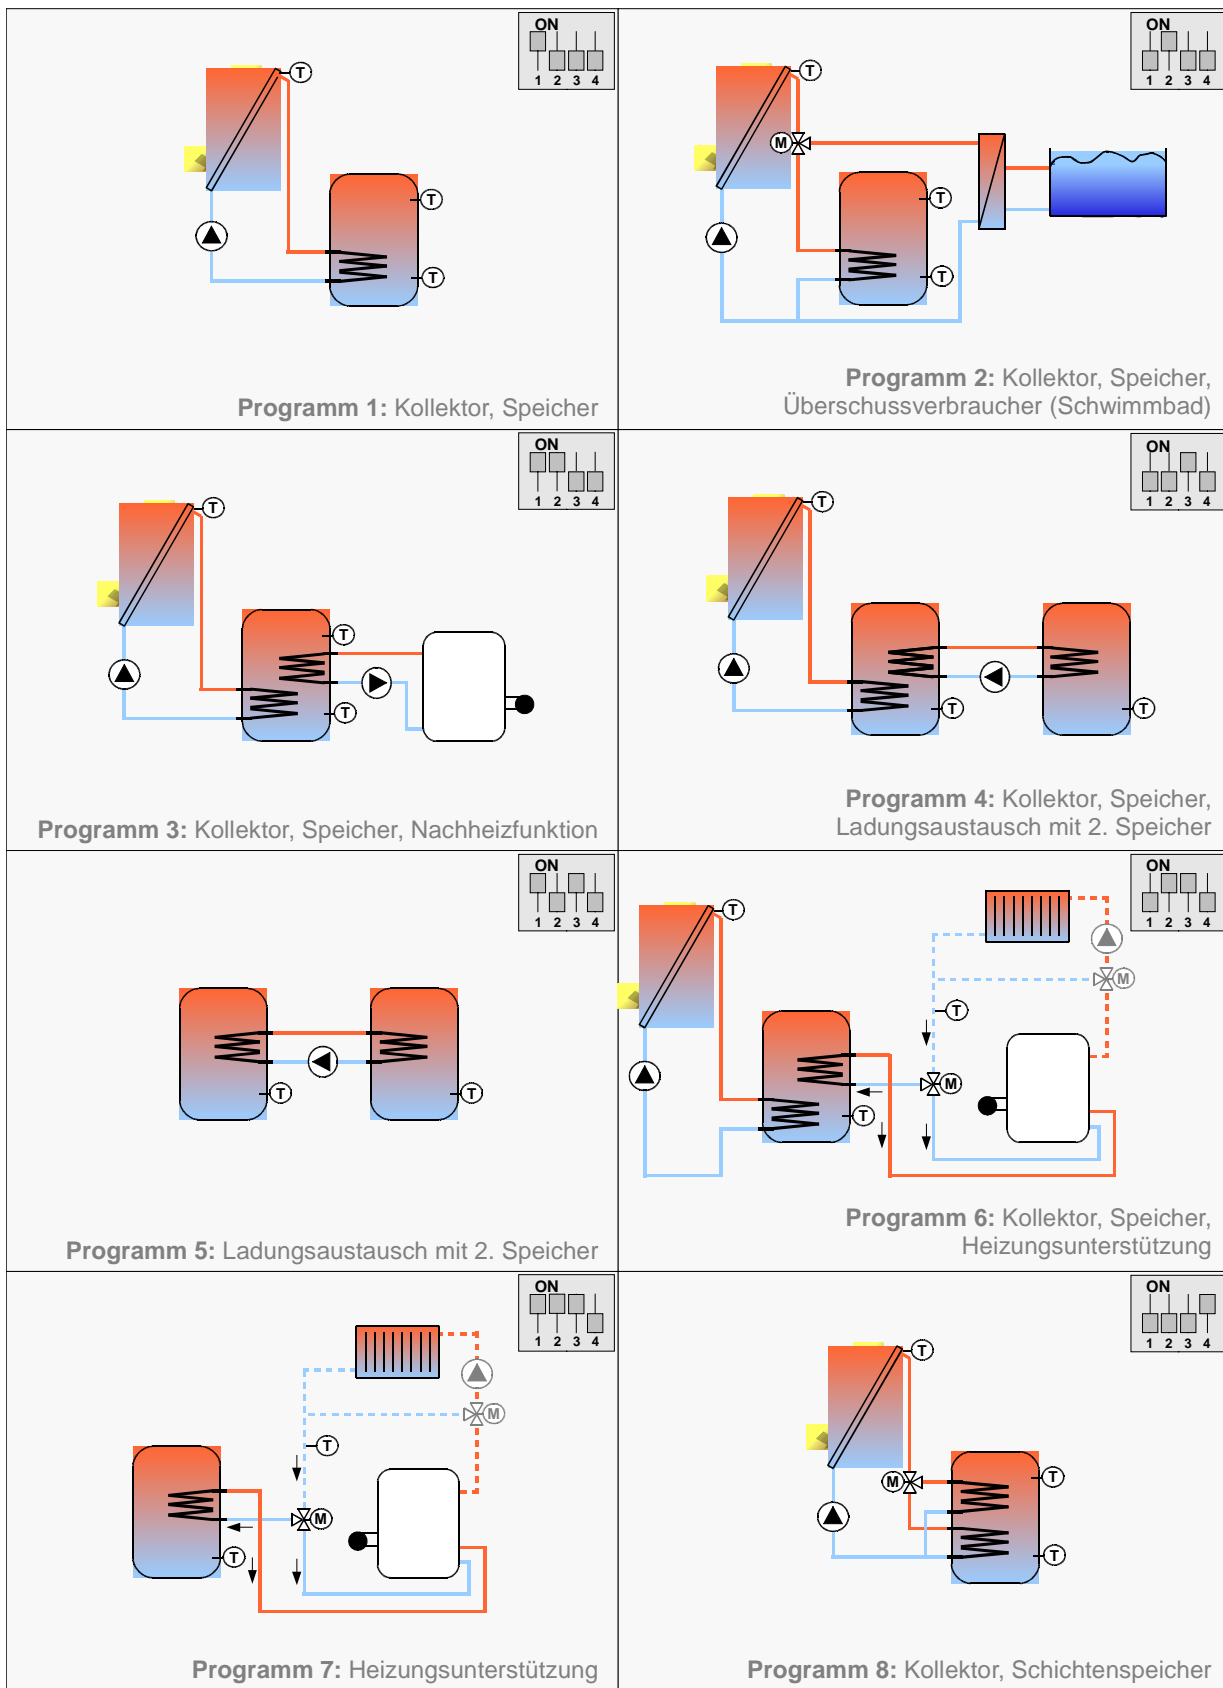 ON
1 2 3 4
T
T
T
Programm 1: Kollektor, Speicher
ON
1 2 3 4
T
M
T
T
Programm 2: Kollektor, Speicher,
Überschussverbraucher (Schwimmbad)
ON
1 2 3 4
T
T
T
Programm 3: Kollektor, Speicher, Nachheizfunktion
ON
1 2 3 4
T
T
T
Programm 4: Kollektor, Speicher,
Ladungsaustausch mit 2. Speicher
ON
1 2 3 4
T
T
Programm 5: Ladungsaustausch mit 2. Speicher
ON
1 2 3 4
T
M
T
M
T
Programm 6: Kollektor, Speicher,
Heizungsunterstützung
ON
1 2 3 4
M
T
M
T
Programm 7: Heizungsunterstützung
ON
1 2 3 4
T
M
T
T
Programm 8: Kollektor, Schichtenspeicher